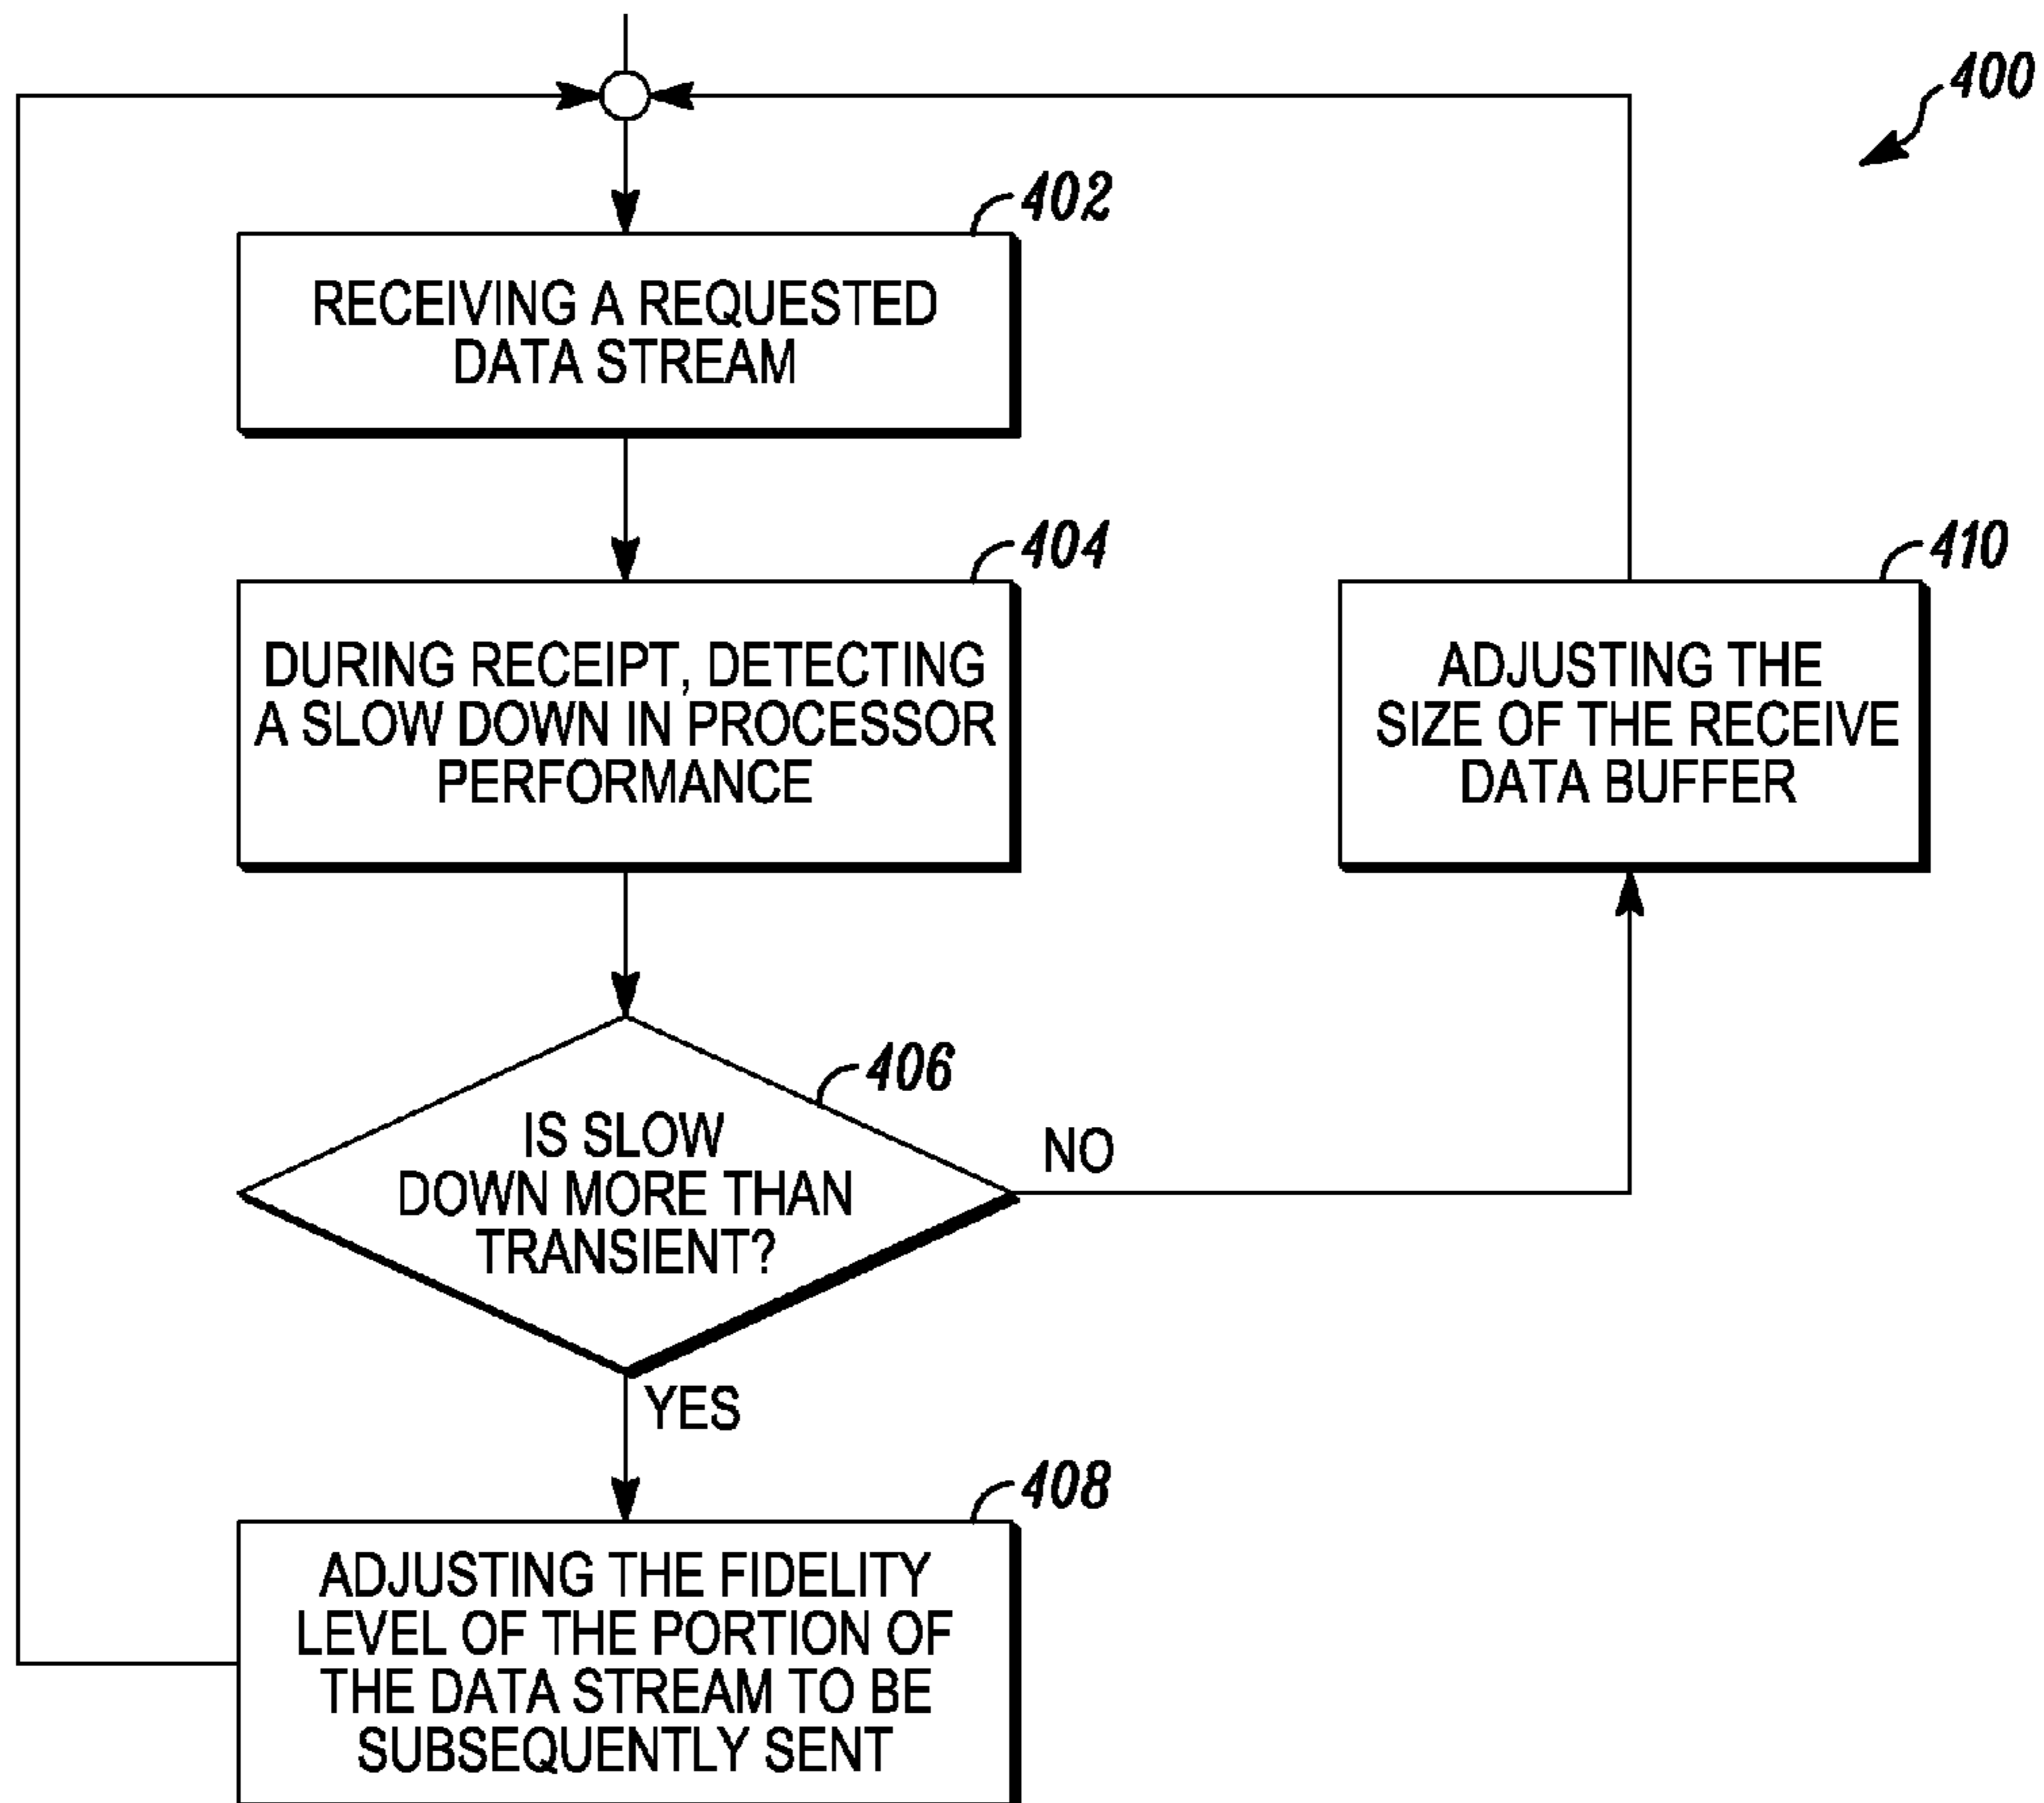 400
402
RECEIVING A REQUESTED
DATA STREAM
404
DURING RECEIPT, DETECTING
A SLOW DOWN IN PROCESSOR
PERFORMANCE
410
ADJUSTING THE
SIZE OF THE RECEIVE
DATA BUFFER
406
IS SLOW
DOWN MORE THAN
TRANSIENT?
NO
YES
408
ADJUSTING THE FIDELITY
LEVEL OF THE PORTION OF
THE DATA STREAM TO BE
SUBSEQUENTLY SENT